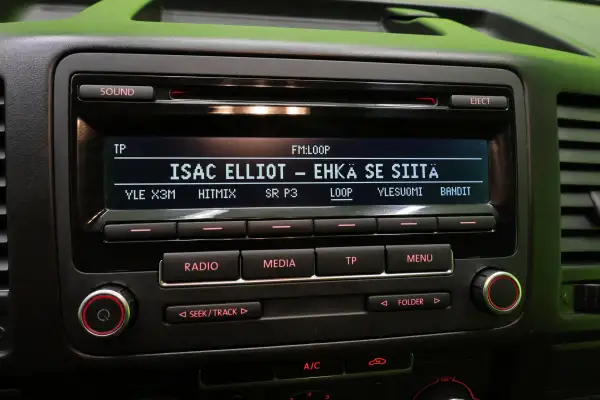 SOUND
EJECT
TP FM:LOOP
ISAC ELLIOT – EHKÄ SE SIITÄ
YLE X3M HITMIX SR P3 LOOP YLESUOMI BANDIT
RADIO MEDIA TP MENU
◁ SEEK/TRACK ▷ ◁ FOLDER ▷
A/C